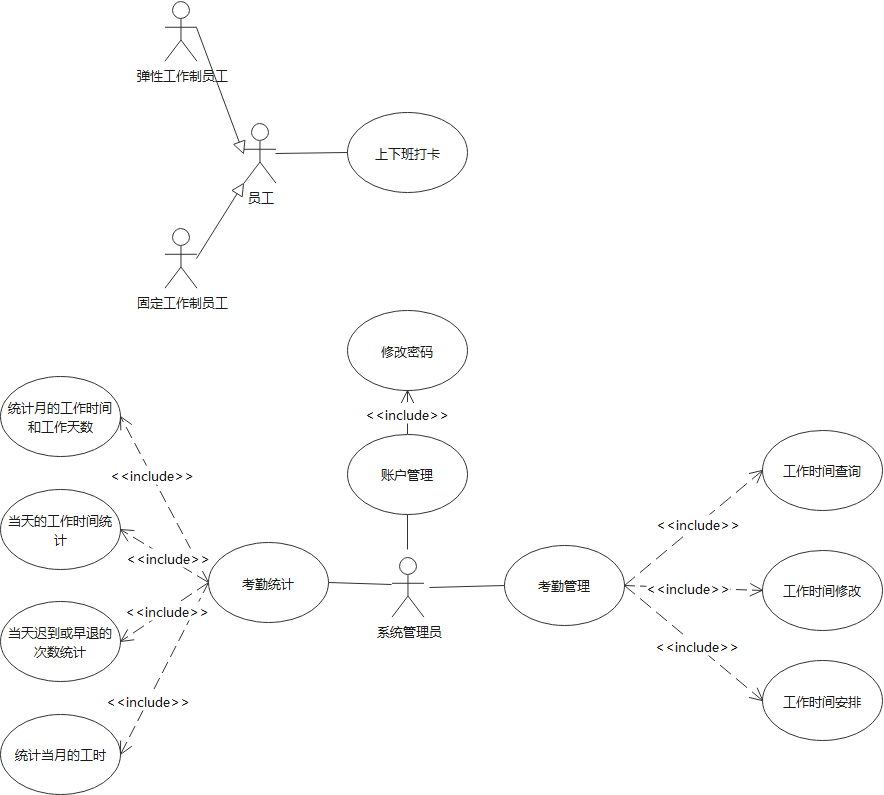 弹性工作制员工
上下班打卡
员工
固定工作制员工
修改密码
<<include>>
统计月的工作时间
和工作天数
账户管理
工作时间查询
<<include>>
当天的工作时间统
计
<<include>>
<<include>>
考勤统计
系统管理员
考勤管理
<<include>>
工作时间修改
<<include>>
当天迟到或早退的
次数统计
<<include>>
工作时间安排
<<include>>
统计当月的工时